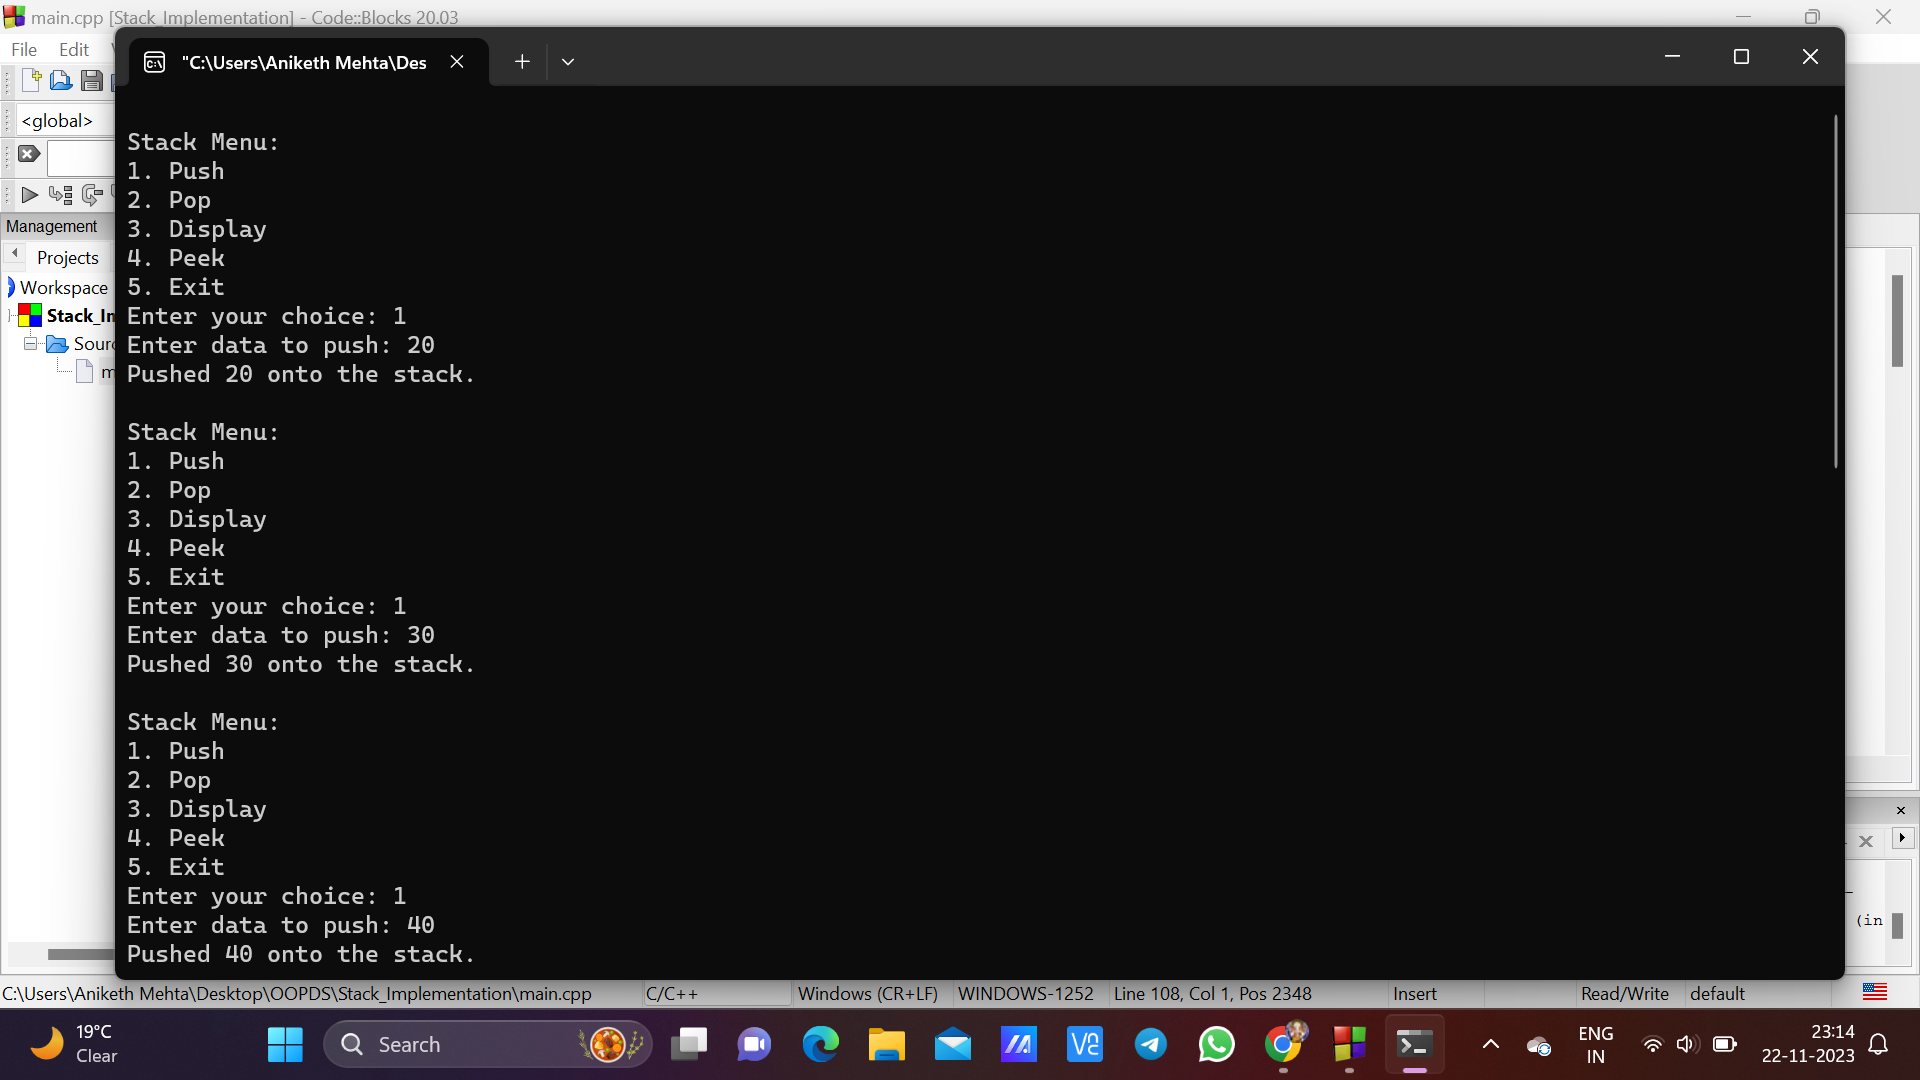 main.cpp [Stack_Implementation] - Code::Blocks 20.03
File Edit
"C:\Users\Aniketh Mehta\Des
<global>
Management
Projects
Workspace
Stack_In
Sourc
m
Stack Menu:
1. Push
2. Pop
3. Display
4. Peek
5. Exit
Enter your choice: 1
Enter data to push: 20
Pushed 20 onto the stack.
Stack Menu:
1. Push
2. Pop
3. Display
4. Peek
5. Exit
Enter your choice: 1
Enter data to push: 30
Pushed 30 onto the stack.
Stack Menu:
1. Push
2. Pop
3. Display
4. Peek
5. Exit
Enter your choice: 1
Enter data to push: 40
Pushed 40 onto the stack.
(in
C:\Users\Aniketh Mehta\Desktop\OOPDS\Stack_Implementation\main.cpp C/C++ Windows (CR+LF) WINDOWS-1252 Line 108, Col 1, Pos 2348 Insert Read/Write default
19°C
Clear
Search
ENG
IN
23:14
22-11-2023